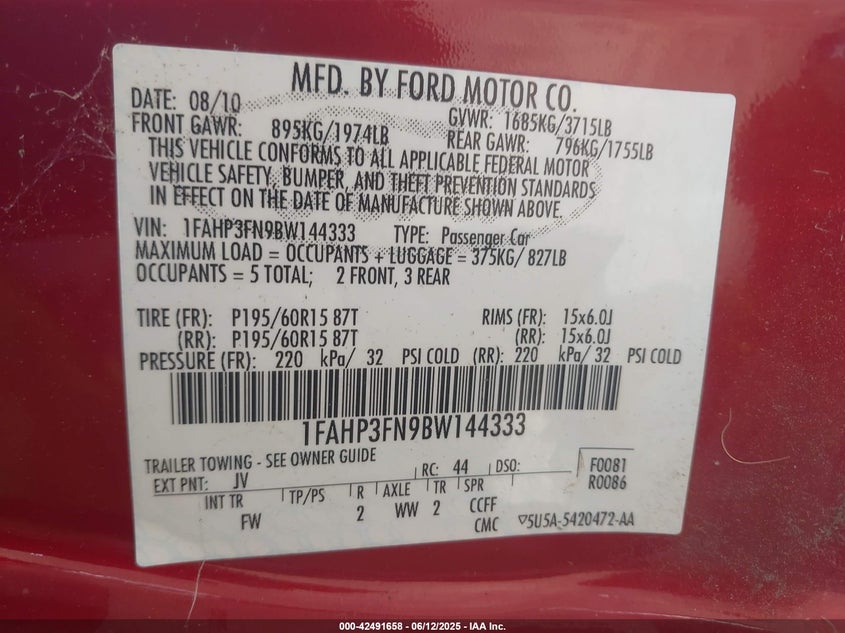 MFD. BY FORD MOTOR CO.
DATE: 08/10 GVWR: 1685KG/3715LB
FRONT GAWR: 895KG/1974LB REAR GAWR: 796KG/1755LB
THIS VEHICLE CONFORMS TO ALL APPLICABLE FEDERAL MOTOR
VEHICLE SAFETY, BUMPER, AND THEFT PREVENTION STANDARDS
IN EFFECT ON THE DATE OF MANUFACTURE SHOWN ABOVE.
VIN: 1FAHP3FN9BW144333 TYPE: Passenger Car
MAXIMUM LOAD = OCCUPANTS + LUGGAGE = 375KG/ 827LB
OCCUPANTS = 5 TOTAL; 2 FRONT, 3 REAR
TIRE (FR): P195/60R15 87T RIMS (FR): 15x6.0J
(RR): P195/60R15 87T (RR): 15x6.0J
PRESSURE (FR): 220 kPa/ 32 PSI COLD (RR): 220 kPa/ 32 PSI COLD
1FAHP3FN9BW144333
TRAILER TOWING - SEE OWNER GUIDE
EXT PNT: JV RC: 44 DSO: F0081
R0086
INT TR TP/PS R AXLE TR SPR
FW 2 WW 2 CCFF
CMC ▽5U5A-5420472-AA
000-42491658 - 06/12/2025 - IAA Inc.